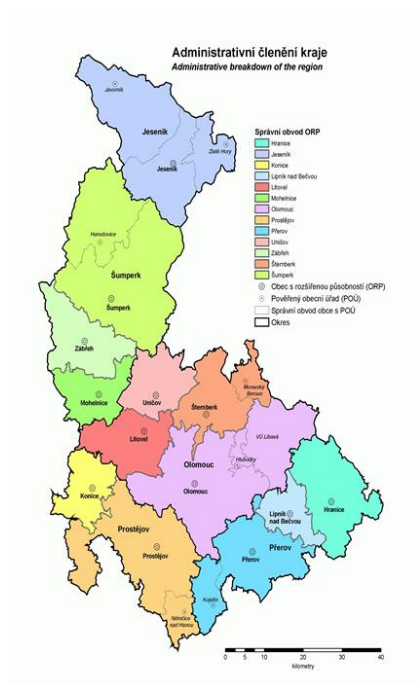 Administrativní členění kraje
Administrative breakdown of the region
Javorník
Jeseník
Zlaté Hory
Jeseník
Správní obvod ORP
Hranice
Jeseník
Konice
Lipník nad Bečvou
Litovel
Mohelnice
Olomouc
Prostějov
Přerov
Uničov
Zábřeh
Šternberk
Šumperk
Obec s rozšířenou působností (ORP)
Pověřený obecní úřad (POÚ)
Správní obvod obce s POÚ
Okres
Hanušovice
Šumperk
Šumperk
Zábřeh
Mohelnice
Uničov
Moravský
Beroun
Šternberk
Litovel
VÚ Libavá
Olomouc
Hlubočky
Konice
Olomouc
Lipník
nad Bečvou
Hranice
Prostějov
Prostějov
Přerov
Přerov
Kojetín
Němčice
nad Hanou
0 5 10 20 30 40
kilometry